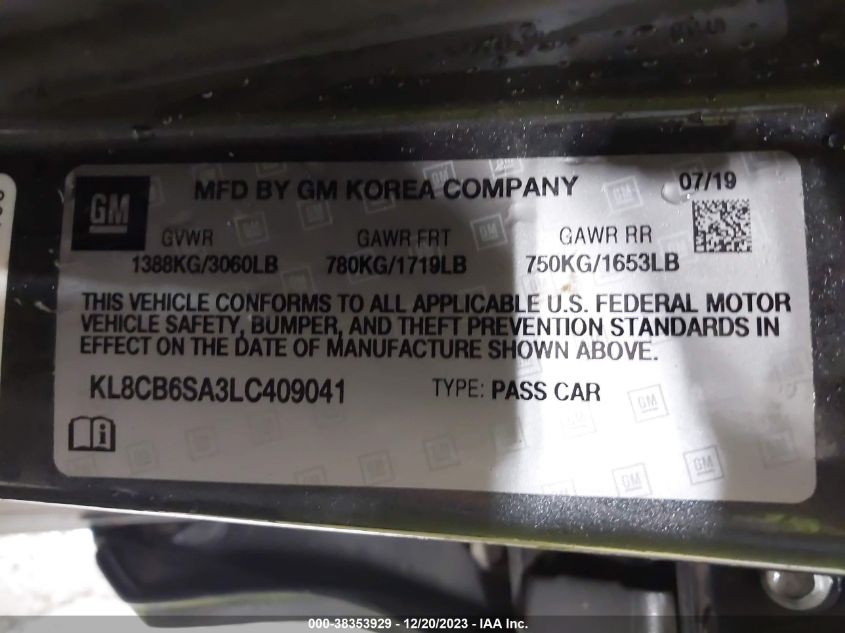 GM
MFD BY GM KOREA COMPANY
07/19
GVWR
GAWR FRT
GAWR RR
1388KG/3060LB
780KG/1719LB
750KG/1653LB
THIS VEHICLE CONFORMS TO ALL APPLICABLE U.S. FEDERAL MOTOR
VEHICLE SAFETY, BUMPER, AND THEFT PREVENTION STANDARDS IN
EFFECT ON THE DATE OF MANUFACTURE SHOWN ABOVE.
KL8CB6SA3LC409041
TYPE: PASS CAR
000-38353929 - 12/20/2023 - IAA Inc.